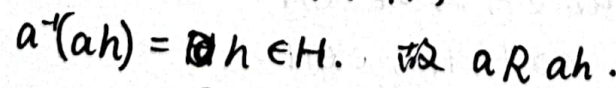 a⁻¹(ah) = h ∈ H. 故 a R ah.